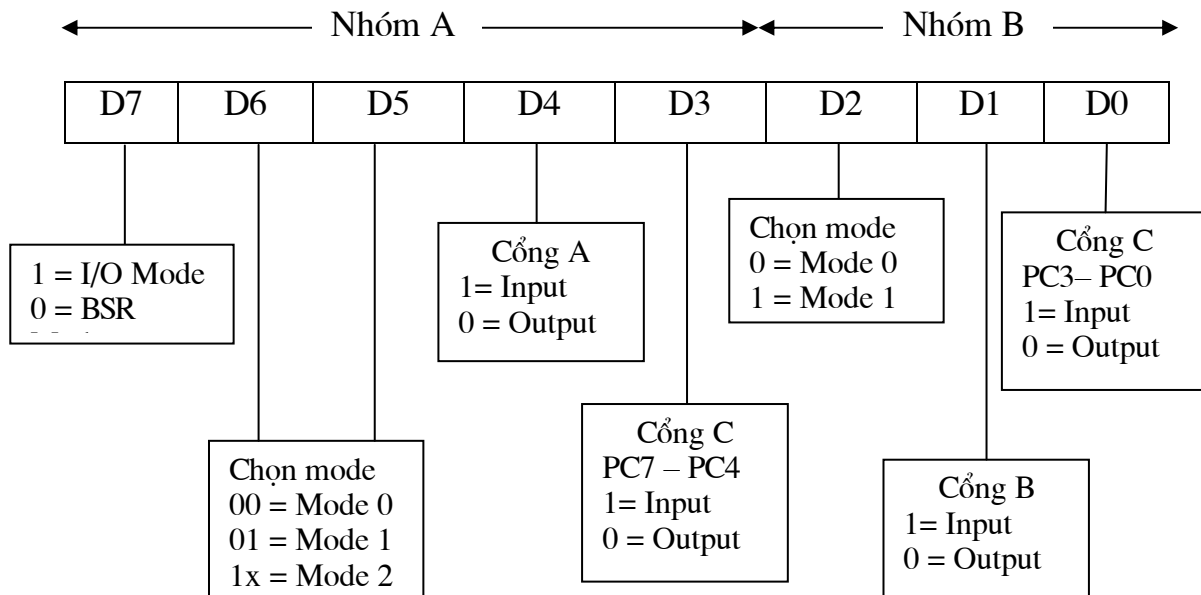 Nhóm A
Nhóm B
D7 D6 D5 D4 D3 D2 D1 D0
1 = I/O Mode
0 = BSR
Chọn mode
00 = Mode 0
01 = Mode 1
1x = Mode 2
Cổng A
1= Input
0 = Output
Cổng C
PC7 – PC4
1= Input
0 = Output
Chọn mode
0 = Mode 0
1 = Mode 1
Cổng B
1= Input
0 = Output
Cổng C
PC3– PC0
1= Input
0 = Output